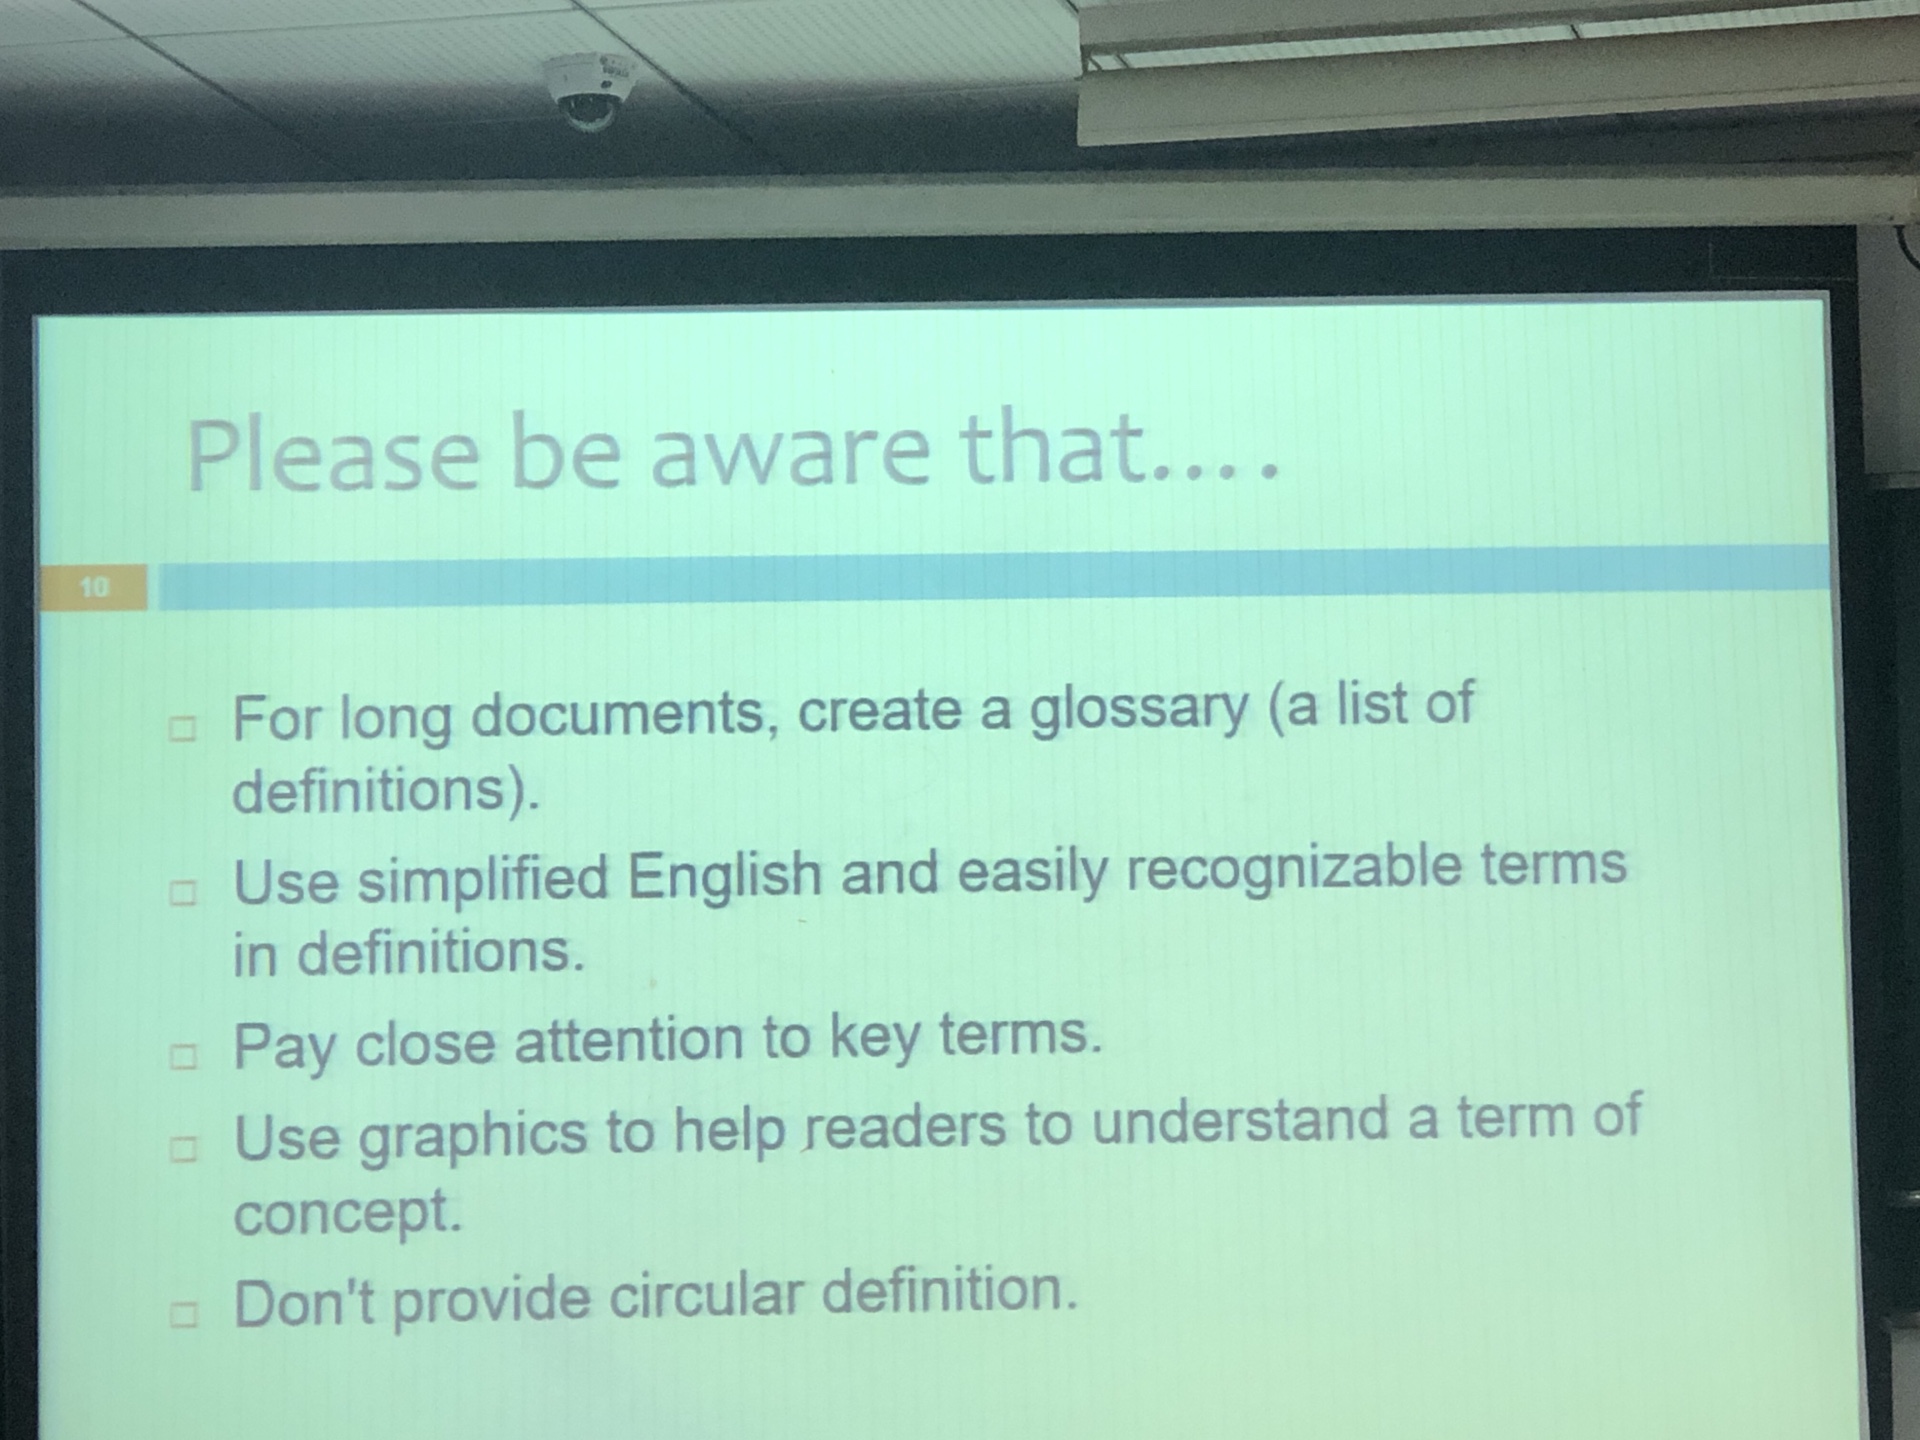 Please be aware that....
10
For long documents, create a glossary (a list of
definitions).
Use simplified English and easily recognizable terms
in definitions.
Pay close attention to key terms.
Use graphics to help readers to understand a term of
concept.
Don't provide circular definition.